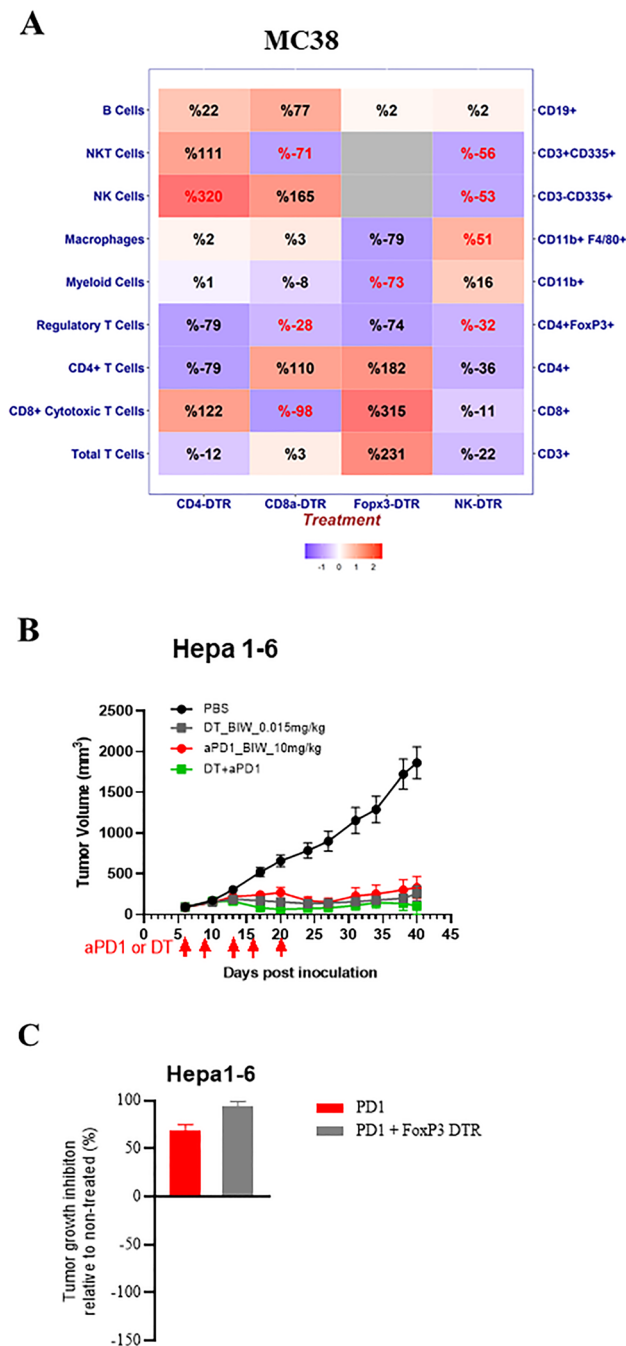 A
MC38
B Cells %22 %77 %2 %2 CD19+
NKT Cells %111 %-71 %-56 CD3+CD335+
NK Cells %320 %165 %-53 CD3-CD335+
Macrophages %2 %3 %-79 %51 CD11b+ F4/80+
Myeloid Cells %1 %-8 %-73 %16 CD11b+
Regulatory T Cells %-79 %-28 %-74 %-32 CD4+FoxP3+
CD4+ T Cells %-79 %110 %182 %-36 CD4+
CD8+ Cytotoxic T Cells %122 %-98 %315 %-11 CD8+
Total T Cells %-12 %3 %231 %-22 CD3+
CD4-DTR CD8a-DTR Fopx3-DTR NK-DTR
Treatment
-1 0 1 2
B
Hepa 1-6
PBS
DT_BIW_0.015mg/kg
aPD1_BIW_10mg/kg
DT+aPD1
Tumor Volume (mm³)
2500
2000
1500
1000
500
0
0 5 10 15 20 25 30 35 40 45
aPD1 or DT
Days post inoculation
C
Hepa1-6
Tumor growth inhibiton
relative to non-treated (%)
100
50
0
-50
-100
-150
PD1
PD1 + FoxP3 DTR